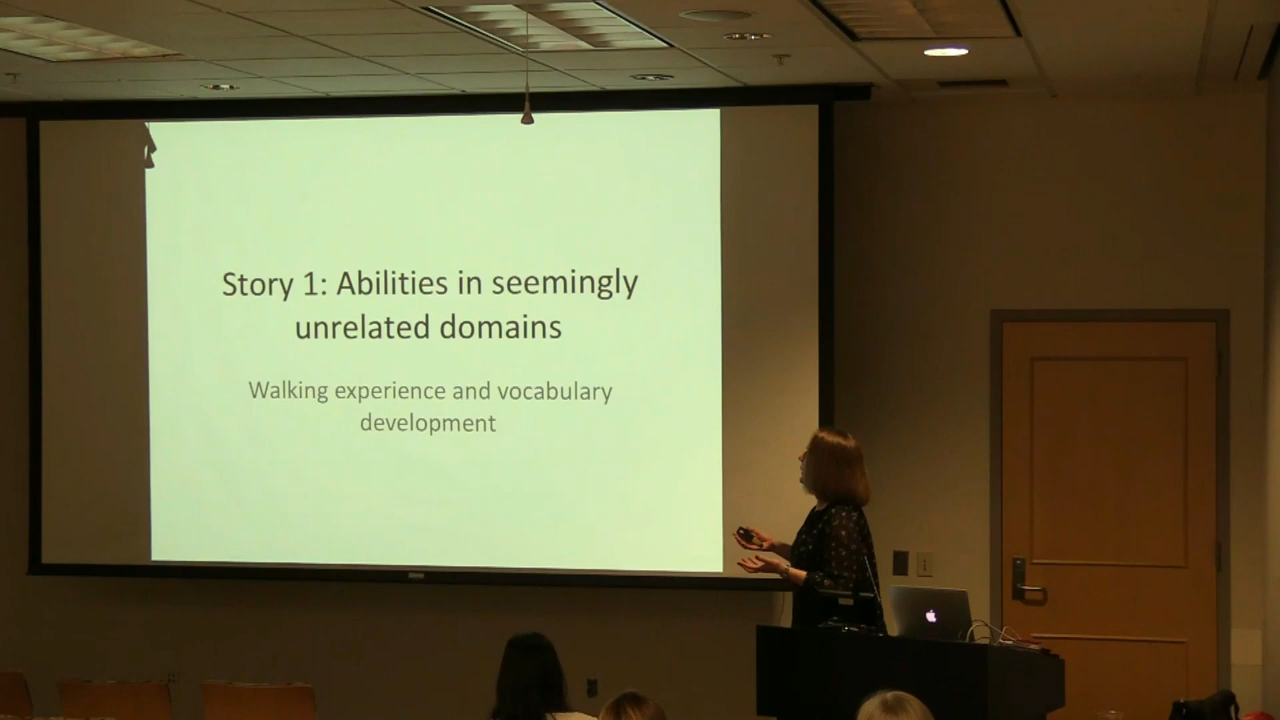 Story 1: Abilities in seemingly
unrelated domains
Walking experience and vocabulary
development